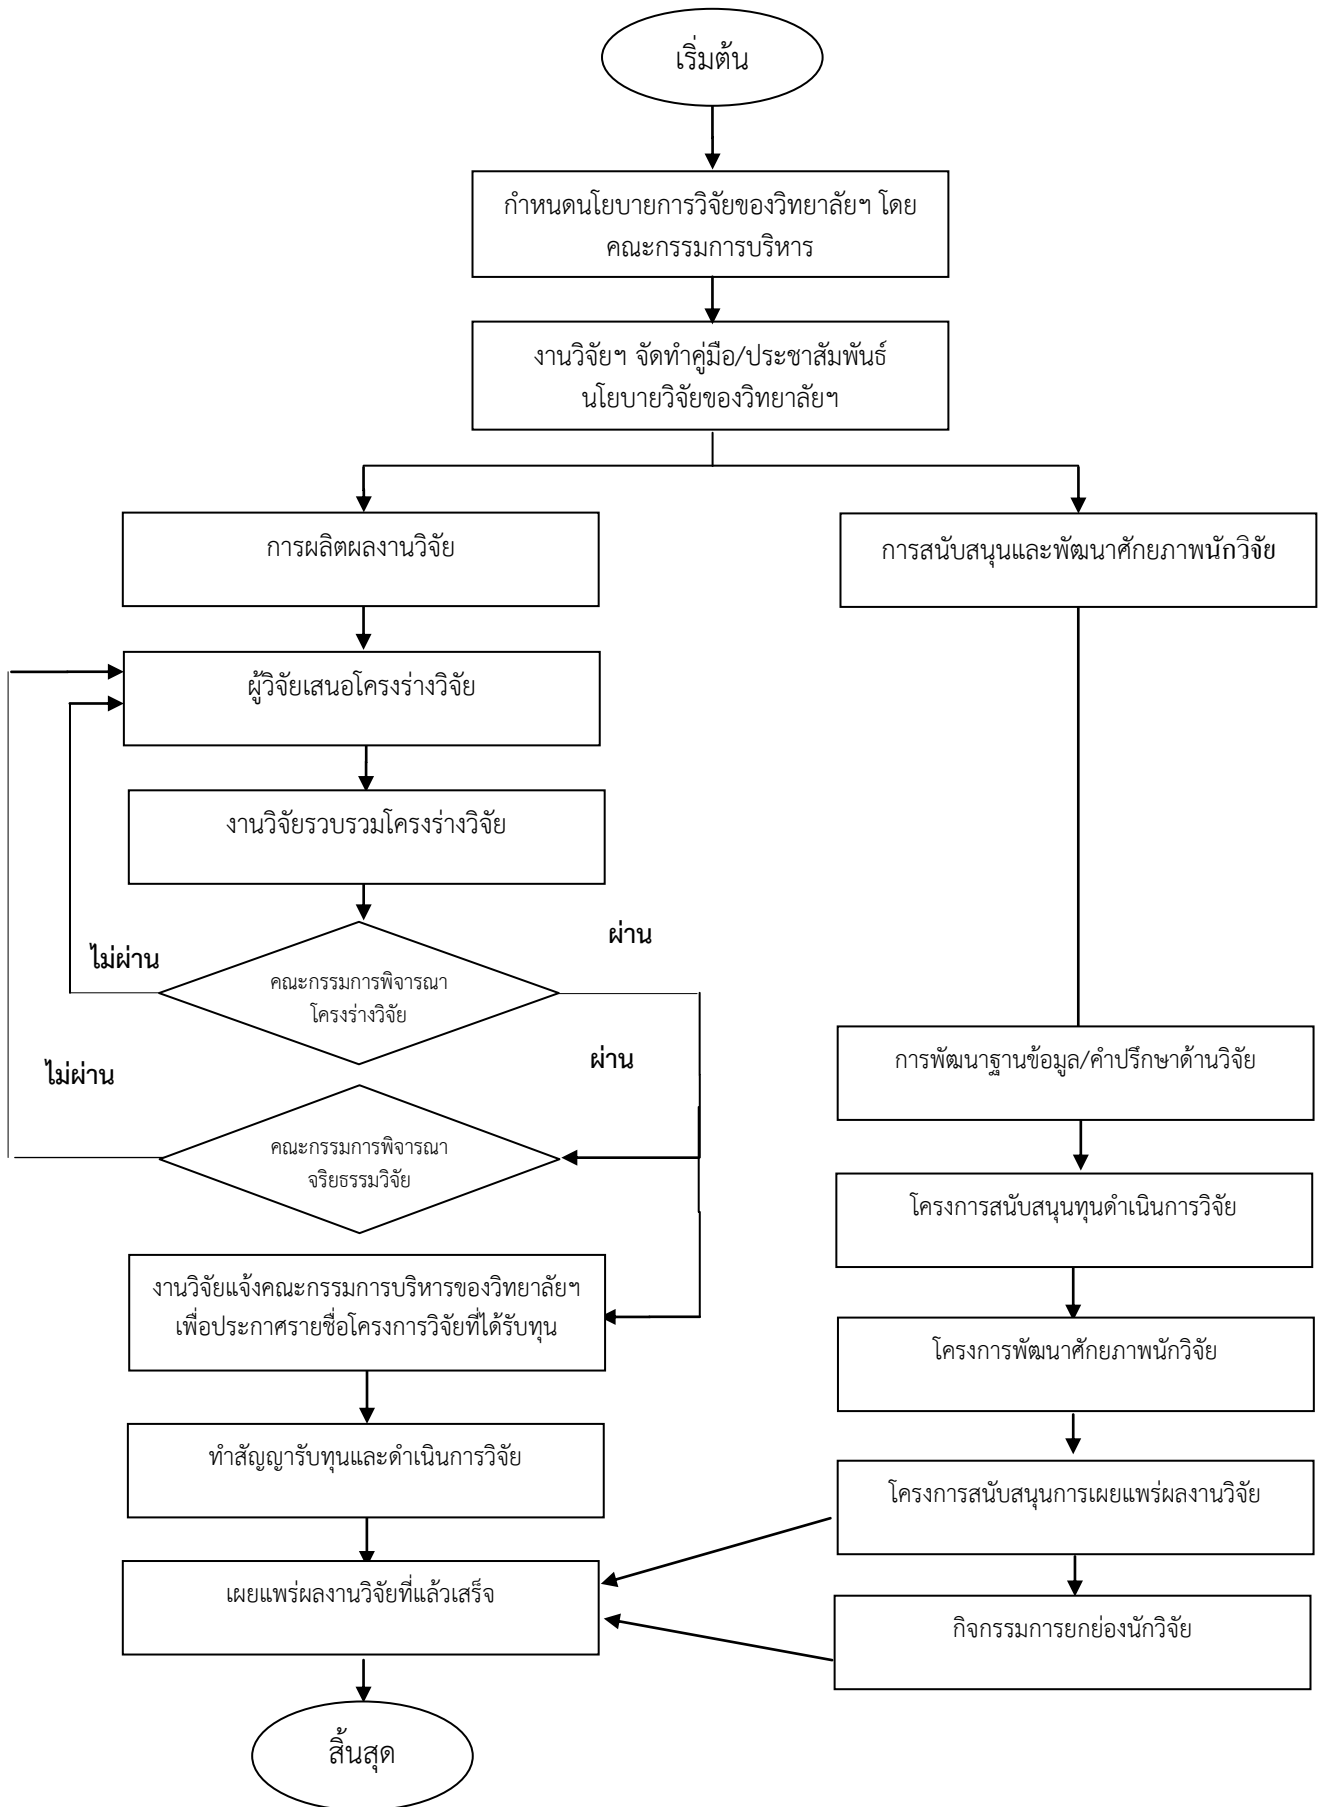 เริ่มต้น
กำหนดนโยบายการวิจัยของวิทยาลัยฯ โดย
คณะกรรมการบริหาร
งานวิจัยฯ จัดทำคู่มือ/ประชาสัมพันธ์
นโยบายวิจัยของวิทยาลัยฯ
การผลิตผลงานวิจัย
ผู้วิจัยเสนอโครงร่างวิจัย
งานวิจัยรวบรวมโครงร่างวิจัย
ผ่าน
ไม่ผ่าน
คณะกรรมการพิจารณา
โครงร่างวิจัย
ผ่าน
ไม่ผ่าน
คณะกรรมการพิจารณา
จริยธรรมวิจัย
งานวิจัยแจ้งคณะกรรมการบริหารของวิทยาลัยฯ
เพื่อประกาศรายชื่อโครงการวิจัยที่ได้รับทุน
ทำสัญญารับทุนและดำเนินการวิจัย
เผยแพร่ผลงานวิจัยที่แล้วเสร็จ
สิ้นสุด
การสนับสนุนและพัฒนาศักยภาพนักวิจัย
การพัฒนาฐานข้อมูล/คำปรึกษาด้านวิจัย
โครงการสนับสนุนทุนดำเนินการวิจัย
โครงการพัฒนาศักยภาพนักวิจัย
โครงการสนับสนุนการเผยแพร่ผลงานวิจัย
กิจกรรมการยกย่องนักวิจัย